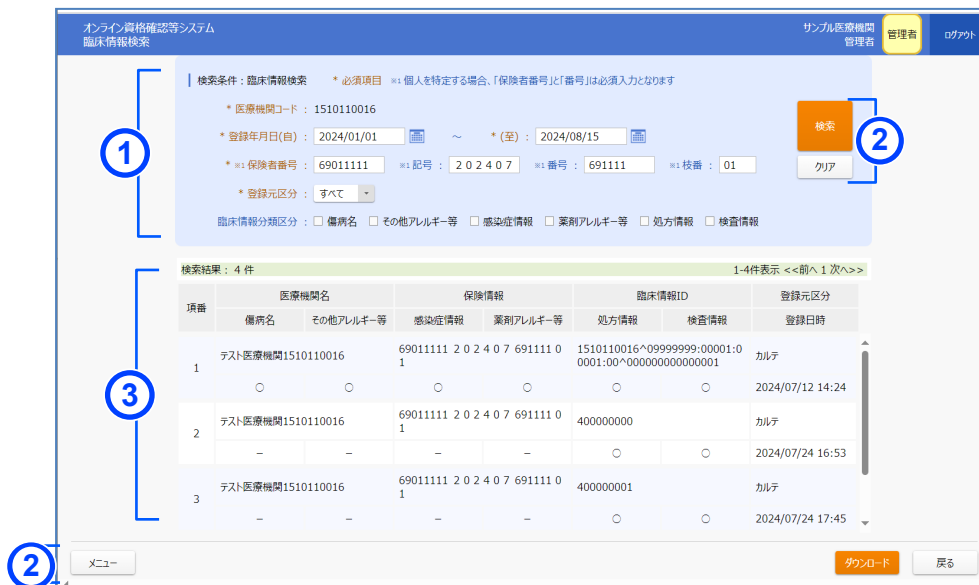 オンライン資格確認等システム
臨床情報検索
サンプル医療機関
管理者
管理者
ログアウト
検索条件：臨床情報検索 * 必須項目 ※1 個人を特定する場合、「保険者番号」と「番号」は必須入力となります
* 医療機関コード : 1510110016
* 登録年月日(自) : 2024/01/01 ～ * (至) : 2024/08/15
* ※1 保険者番号 : 69011111 ※1 記号 : ２０２４０７ ※1 番号 : 691111 ※1 枝番 : 01
* 登録元区分 : すべて
臨床情報分類区分 : 傷病名 その他アレルギー等 感染症情報 薬剤アレルギー等 処方情報 検査情報
検索
クリア
1
2
検索結果： 4 件 1-4件表示 <<前へ 1 次へ>>
項番 医療機関名 保険情報 臨床情報ID 登録元区分
傷病名 その他アレルギー等 感染症情報 薬剤アレルギー等 処方情報 検査情報 登録日時
1 テスト医療機関1510110016 69011111 ２０２４０７ 691111 0
1 1510110016^09999999:00001:0
0001:00^000000000000001 カルテ
○ ○ ○ ○ ○ ○ 2024/07/12 14:24
2 テスト医療機関1510110016 69011111 ２０２４０７ 691111 0
1 400000000 カルテ
－ － － － ○ ○ 2024/07/24 16:53
3 テスト医療機関1510110016 69011111 ２０２４０７ 691111 0
1 400000001 カルテ
－ － － － ○ ○ 2024/07/24 17:45
3
2
メニュー
ダウンロード
戻る